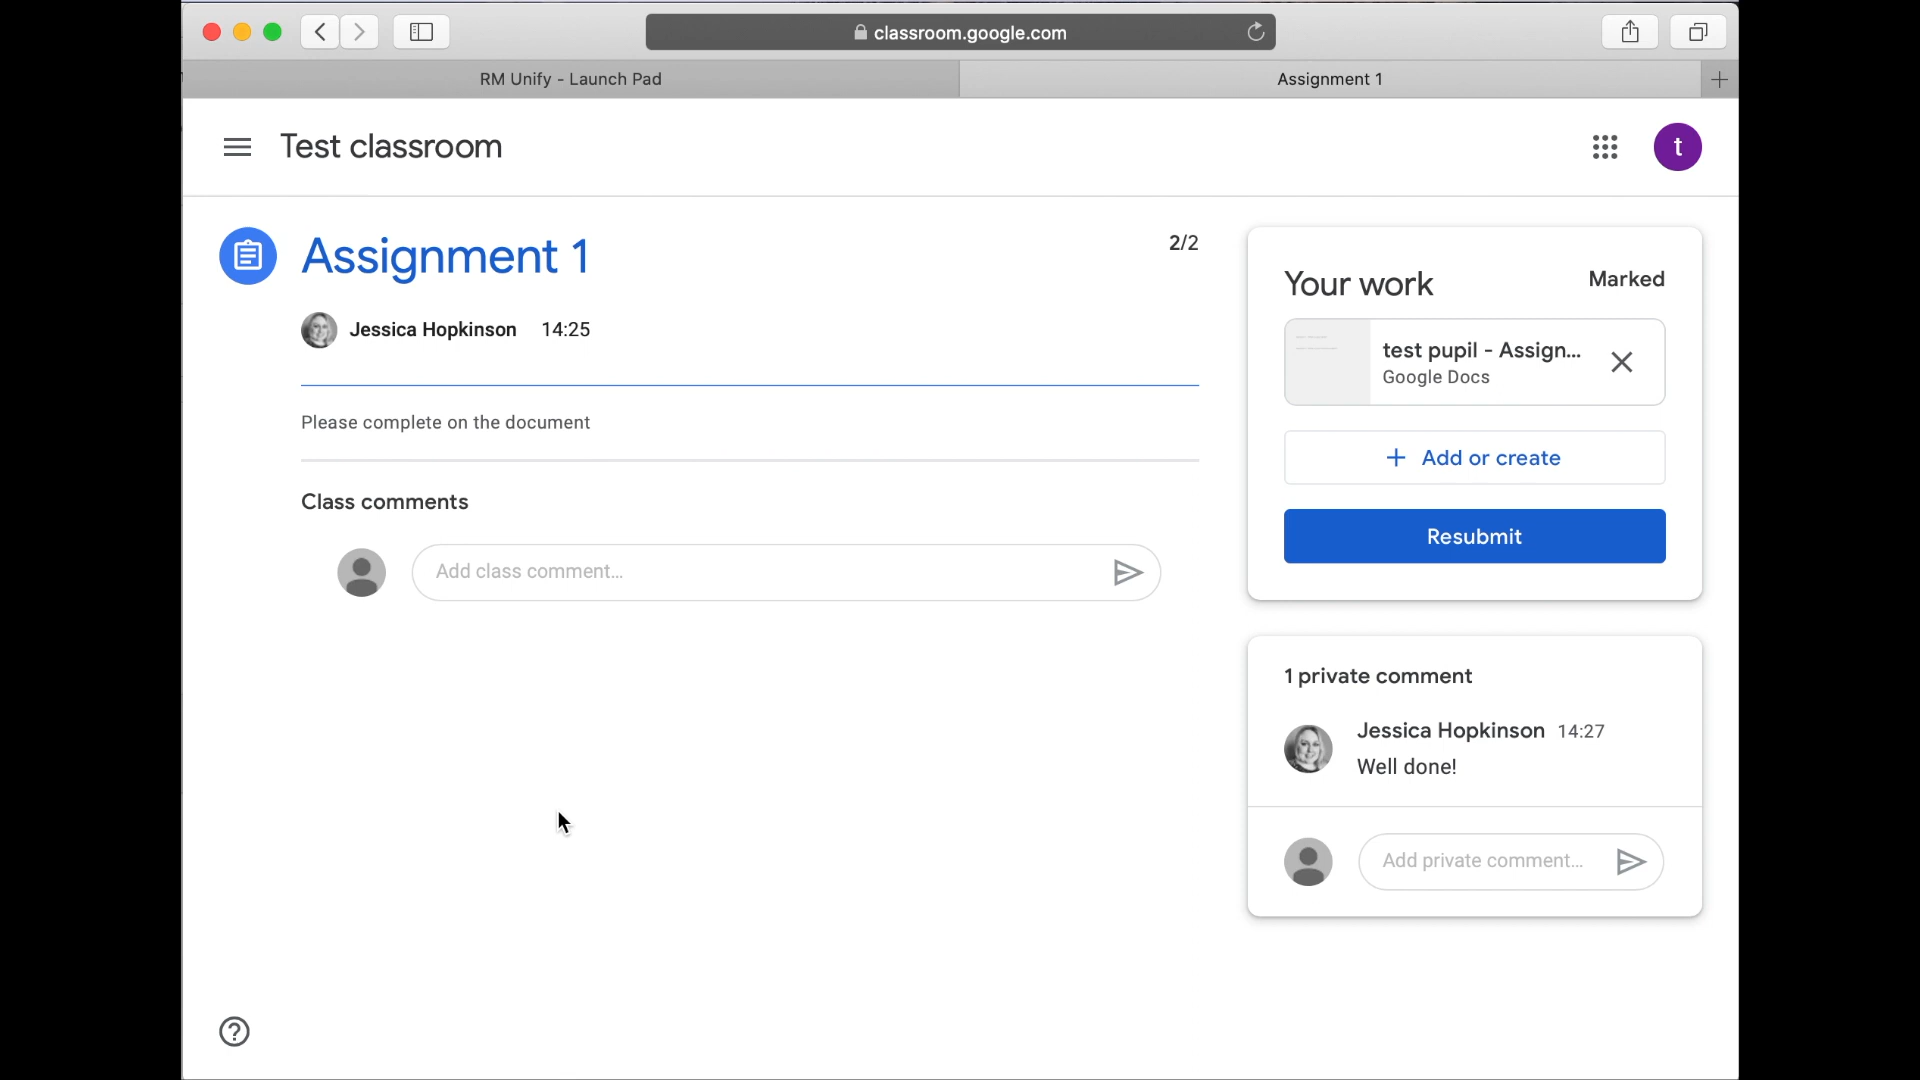 classroom.google.com
RM Unify - Launch Pad
Assignment 1
Test classroom
t
Assignment 1
2/2
Jessica Hopkinson 14:25
Please complete on the document
Class comments
Add class comment...
Your work
Marked
test pupil - Assign...
Google Docs
+ Add or create
Resubmit
1 private comment
Jessica Hopkinson 14:27
Well done!
Add private comment...